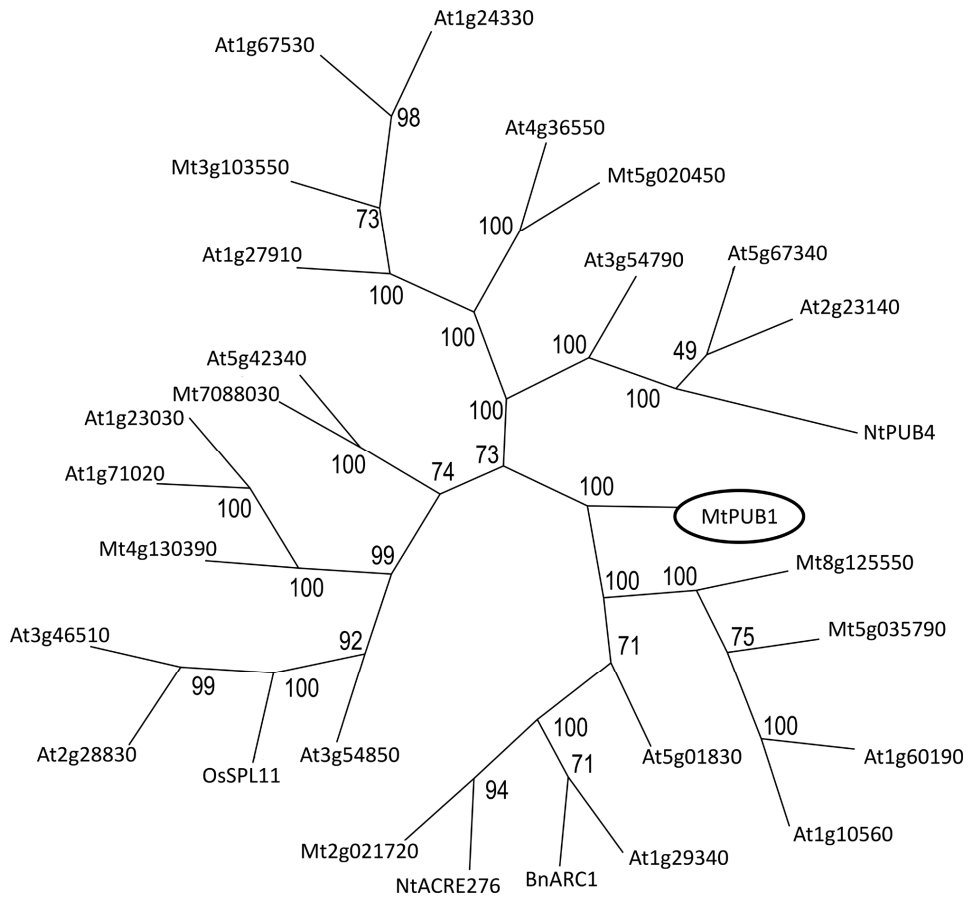 At1g24330
At1g67530
98
At4g36550
Mt3g103550
Mt5g020450
73
100
At1g27910
At3g54790
At5g67340
100
At2g23140
100
100
49
At5g42340
100
Mt7088030
100
At1g23030
NtPUB4
73
100
74
At1g71020
100
100
MtPUB1
Mt4g130390
99
100
100
100
Mt8g125550
At3g46510
92
71
75
Mt5g035790
99
100
100
100
At2g28830
OsSPL11
At3g54850
71
At5g01830
At1g60190
94
Mt2g021720
At1g10560
NtACRE276
BnARC1
At1g29340